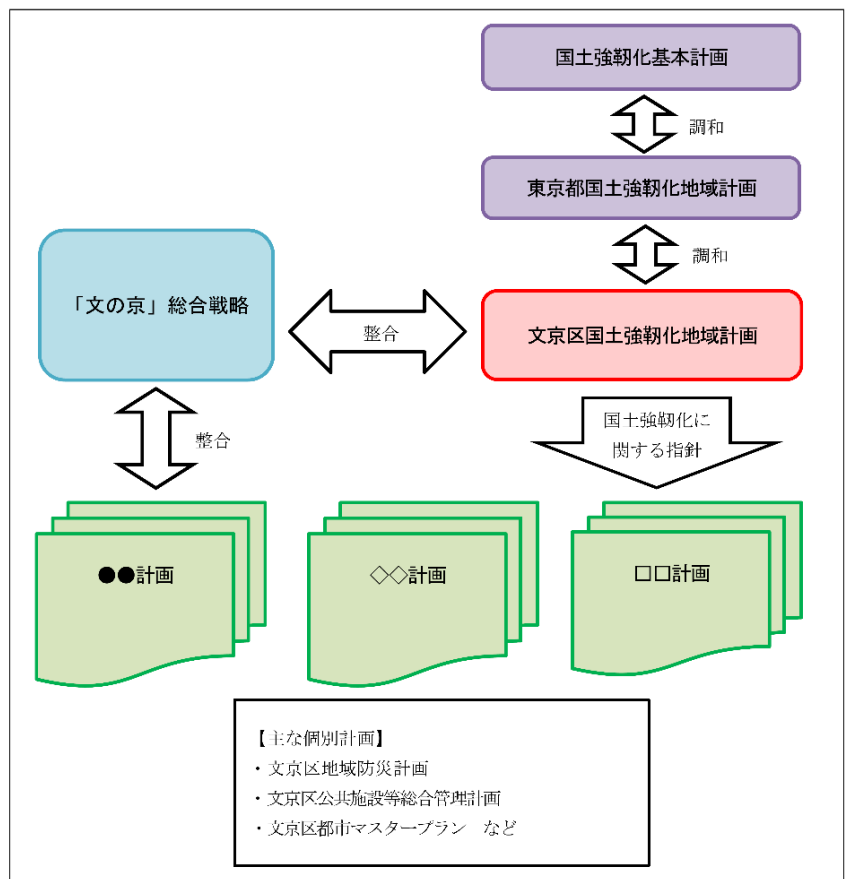 国土強靭化基本計画
調和
東京都国土強靭化地域計画
調和
「文の京」総合戦略
整合
文京区国土強靭化地域計画
整合
国土強靭化に
関する指針
●●計画
◇◇計画
□□計画
【主な個別計画】
・文京区地域防災計画
・文京区公共施設等総合管理計画
・文京区都市マスタープラン　など